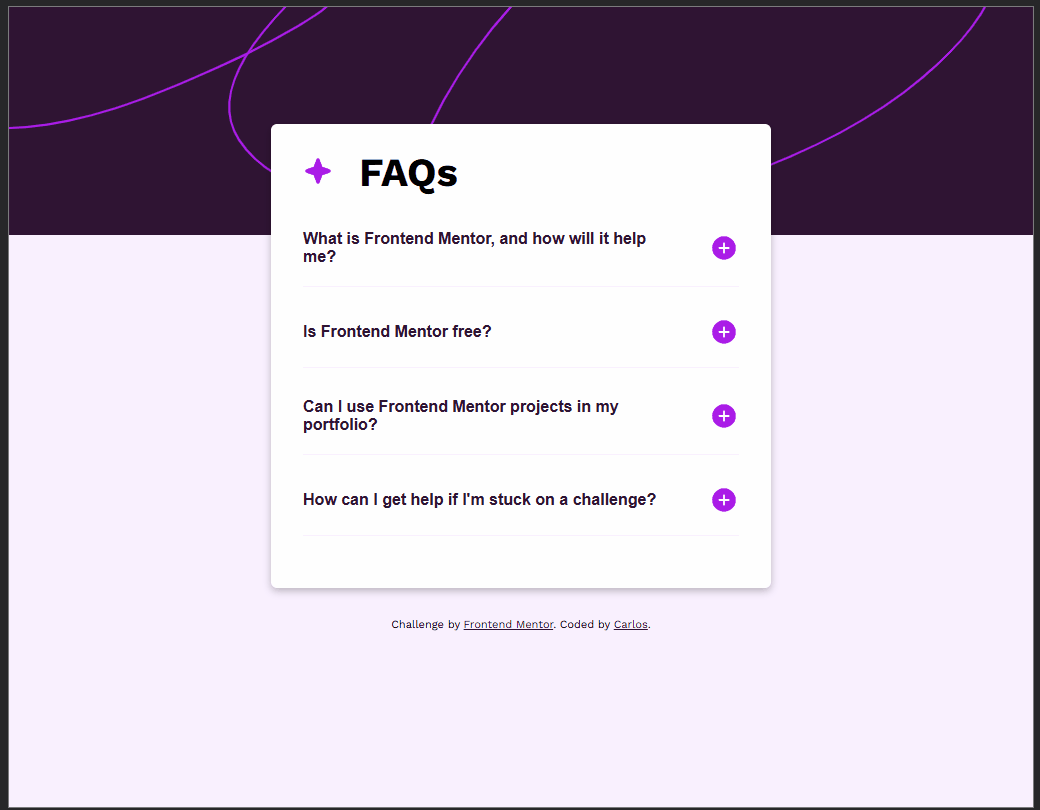 FAQs
What is Frontend Mentor, and how will it help
me?
Is Frontend Mentor free?
Can I use Frontend Mentor projects in my
portfolio?
How can I get help if I'm stuck on a challenge?
Challenge by Frontend Mentor. Coded by Carlos.